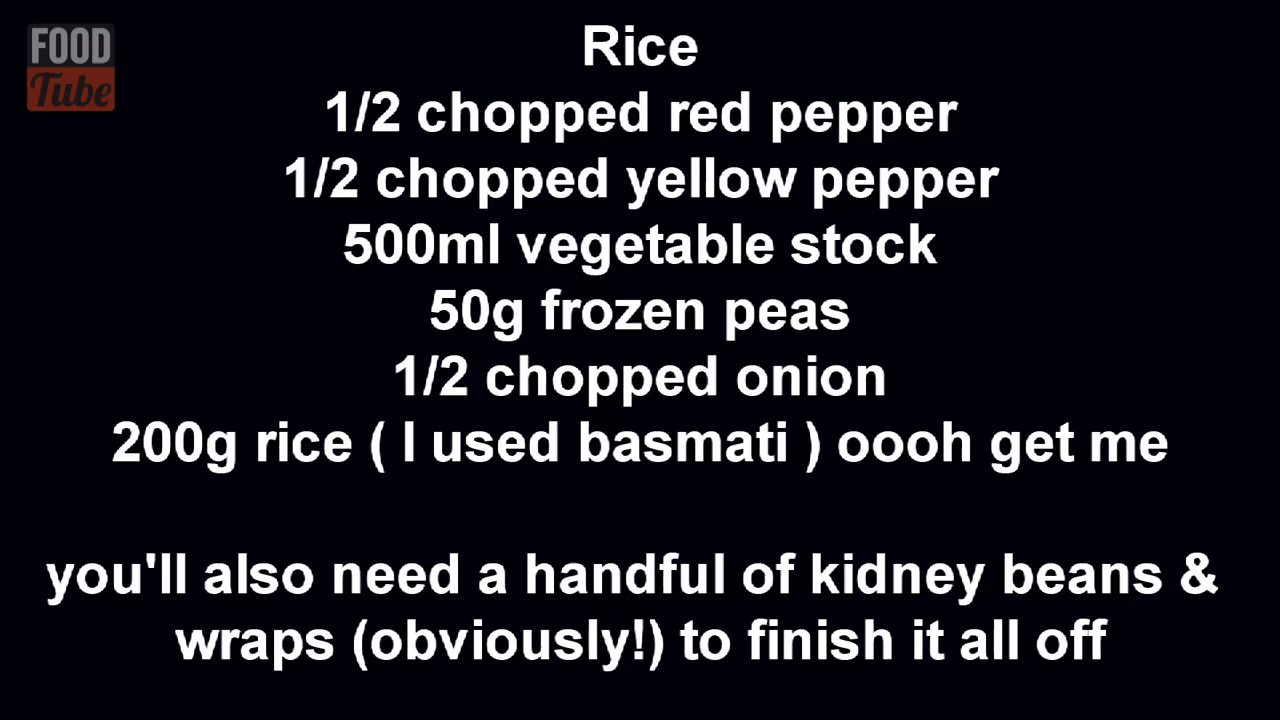 FOOD
Tube
Rice
1/2 chopped red pepper
1/2 chopped yellow pepper
500ml vegetable stock
50g frozen peas
1/2 chopped onion
200g rice ( I used basmati ) oooh get me
you'll also need a handful of kidney beans &
wraps (obviously!) to finish it all off